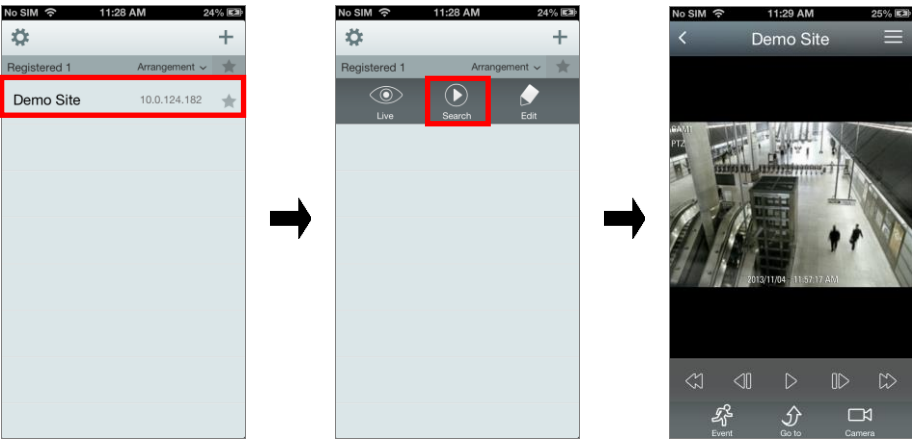 No SIM 11:28 AM 24%
Registered 1 Arrangement
Demo Site 10.0.124.182
No SIM 11:28 AM 24%
Registered 1 Arrangement
Live Search Edit
No SIM 11:29 AM 25%
Demo Site
CAM1
PTZ
2013/11/04 11:57:17 AM
Event Go to Camera